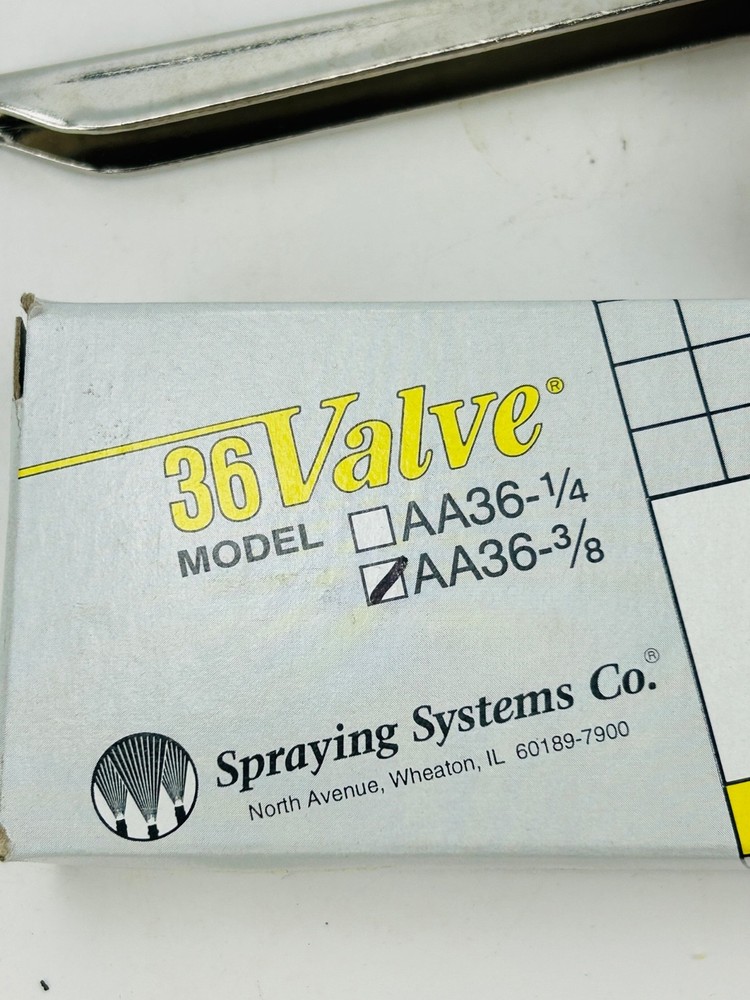 36 Valve®
MODEL AA36-1/4
AA36-3/8
Spraying Systems Co.®
North Avenue, Wheaton, IL 60189-7900